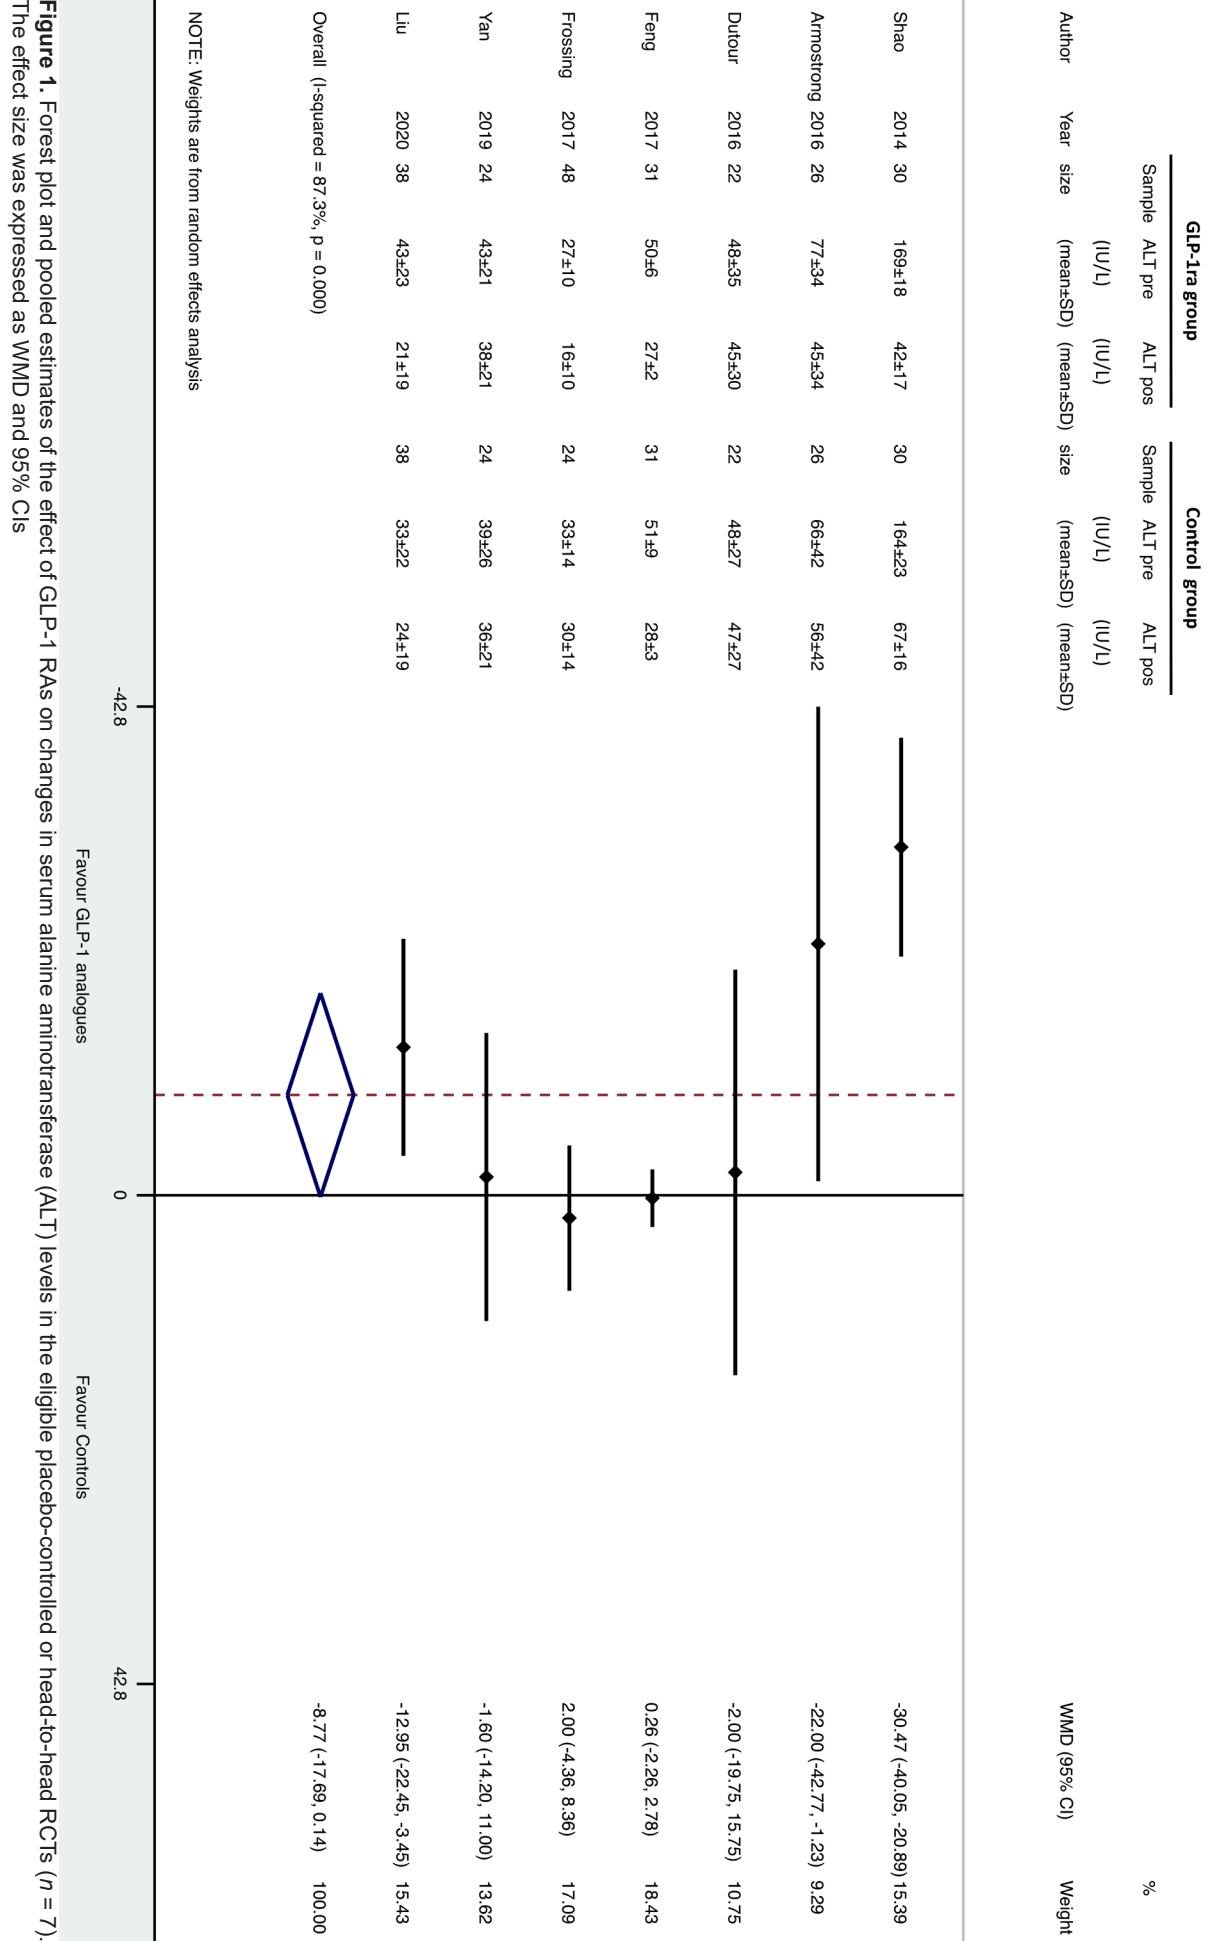 GLP-1ra group Control group
Sample ALT pre ALT pos Sample ALT pre ALT pos %
(IU/L) (IU/L) (IU/L) (IU/L)
Author Year size (mean±SD) (mean±SD) size (mean±SD) (mean±SD) WMD (95% CI) Weight
Shao 2014 30 169±18 42±17 30 164±23 67±16 -30.47 (-40.05, -20.89) 15.39
Armostrong 2016 26 77±34 45±34 26 66±42 56±42 -22.00 (-42.77, -1.23) 9.29
Dutour 2016 22 48±35 45±30 22 48±27 47±27 -2.00 (-19.75, 15.75) 10.75
Feng 2017 31 50±6 27±2 31 51±9 28±3 0.26 (-2.26, 2.78) 18.43
Frossing 2017 48 27±10 16±10 24 33±14 30±14 2.00 (-4.36, 8.36) 17.09
Yan 2019 24 43±21 38±21 24 39±26 36±21 -1.60 (-14.20, 11.00) 13.62
Liu 2020 38 43±23 21±19 38 33±22 24±19 -12.95 (-22.45, -3.45) 15.43
Overall (I-squared = 87.3%, p = 0.000) -8.77 (-17.69, 0.14) 100.00
NOTE: Weights are from random effects analysis
-42.8 0 42.8
Favour GLP-1 analogues Favour Controls
Figure 1. Forest plot and pooled estimates of the effect of GLP-1 RAs on changes in serum alanine aminotransferase (ALT) levels in the eligible placebo-controlled or head-to-head RCTs (n = 7).
The effect size was expressed as WMD and 95% CIs